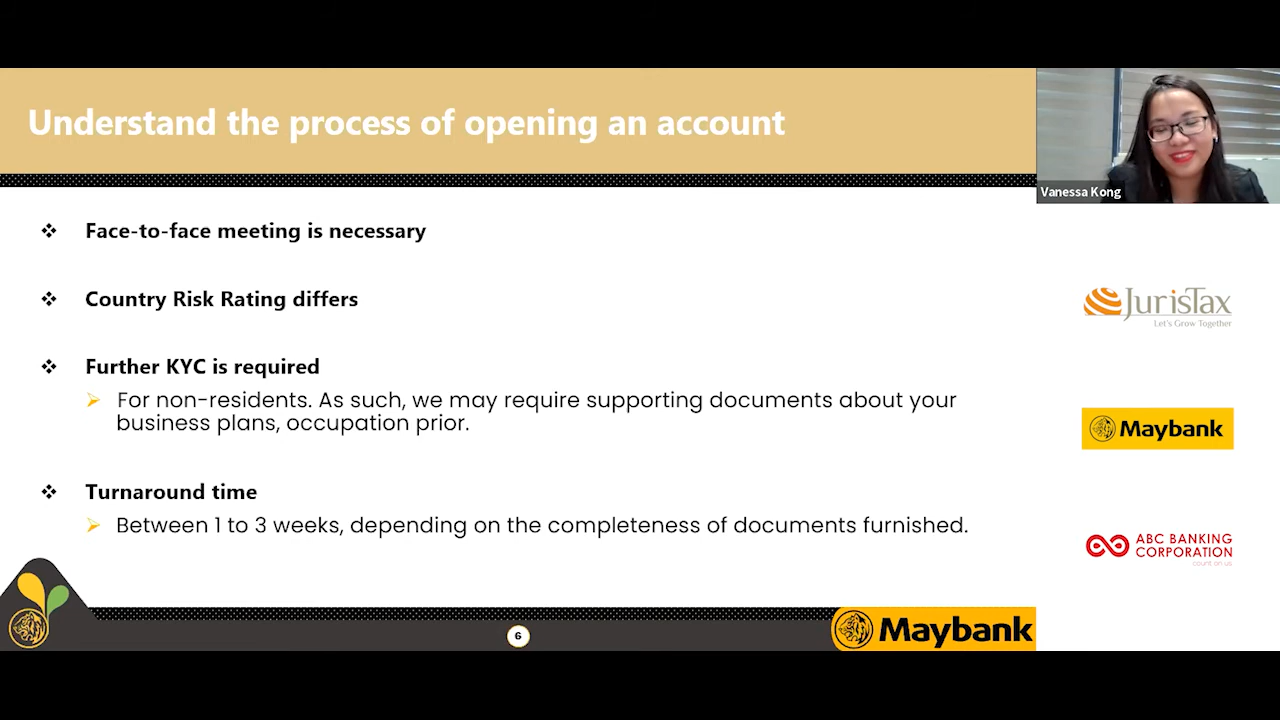 Understand the process of opening an account
Vanessa Kong
Face-to-face meeting is necessary
Country Risk Rating differs
Further KYC is required
For non-residents. As such, we may require supporting documents about your
business plans, occupation prior.
Turnaround time
Between 1 to 3 weeks, depending on the completeness of documents furnished.
JurisTax
Let's Grow Together
Maybank
ABC BANKING
CORPORATION
count on us
6
Maybank